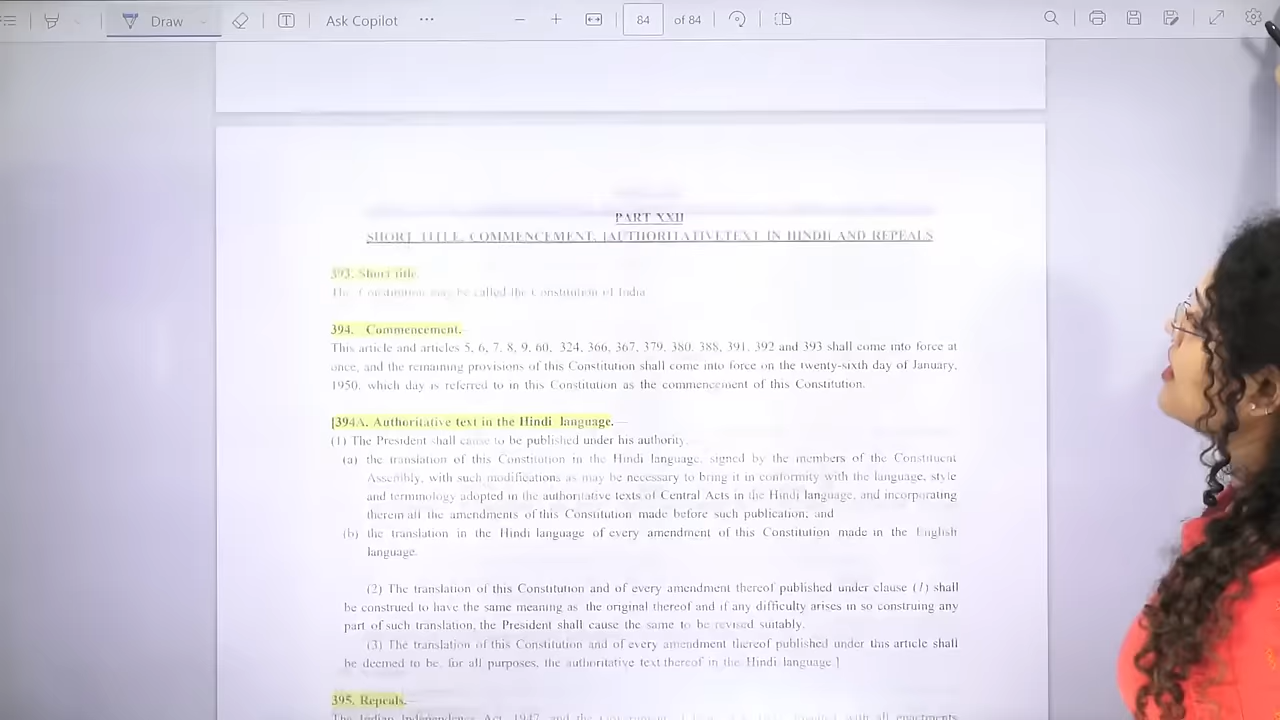 Draw
Ask Copilot
84 of 84
PART XXII
SHORT TITLE, COMMENCEMENT, [AUTHORITATIVETEXT IN HINDI] AND REPEALS
393. Short title.
The Constitution may be called the Constitution of India
394. Commencement.—
This article and articles 5, 6, 7, 8, 9, 60, 324, 366, 367, 379, 380, 388, 391, 392 and 393 shall come into force at
once, and the remaining provisions of this Constitution shall come into force on the twenty-sixth day of January,
1950, which day is referred to in this Constitution as the commencement of this Constitution.
[394A. Authoritative text in the Hindi language.—
(1) The President shall cause to be published under his authority,
(a) the translation of this Constitution in the Hindi language, signed by the members of the Constituent
Assembly, with such modifications as may be necessary to bring it in conformity with the language, style
and terminology adopted in the authoritative texts of Central Acts in the Hindi language, and incorporating
therein all the amendments of this Constitution made before such publication; and
(b) the translation in the Hindi language of every amendment of this Constitution made in the English
language.
(2) The translation of this Constitution and of every amendment thereof published under clause (1) shall
be construed to have the same meaning as the original thereof and if any difficulty arises in so construing any
part of such translation, the President shall cause the same to be revised suitably.
(3) The translation of this Constitution and of every amendment thereof published under this article shall
be deemed to be, for all purposes, the authoritative text thereof in the Hindi language ]
395. Repeals.—
The Indian Independence Act, 1947, and the Government of with all enactments